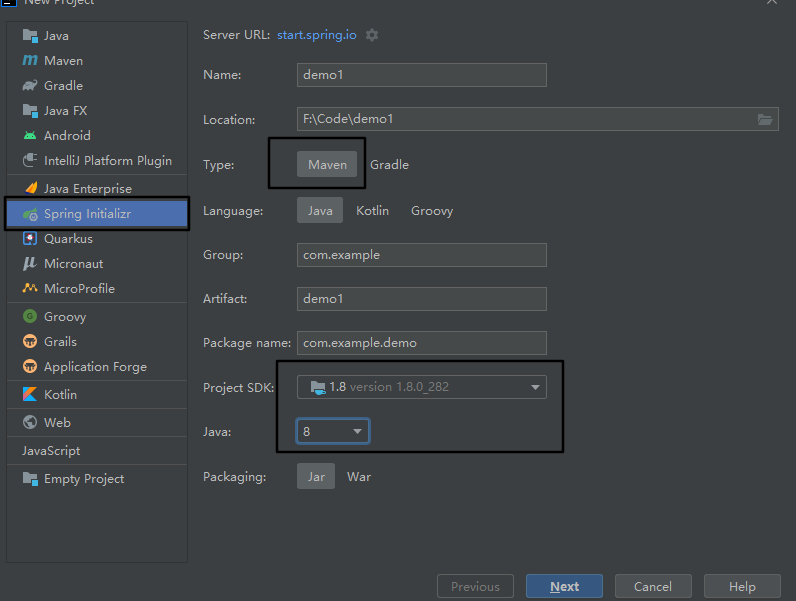 New Project
Java
Maven
Gradle
Java FX
Android
IntelliJ Platform Plugin
Java Enterprise
Spring Initializr
Quarkus
Micronaut
MicroProfile
Groovy
Grails
Application Forge
Kotlin
Web
JavaScript
Empty Project
Server URL: start.spring.io
Name: demo1
Location: F:\Code\demo1
Type: Maven Gradle
Language: Java Kotlin Groovy
Group: com.example
Artifact: demo1
Package name: com.example.demo
Project SDK: 1.8 version 1.8.0_282
Java: 8
Packaging: Jar War
Previous Next Cancel Help